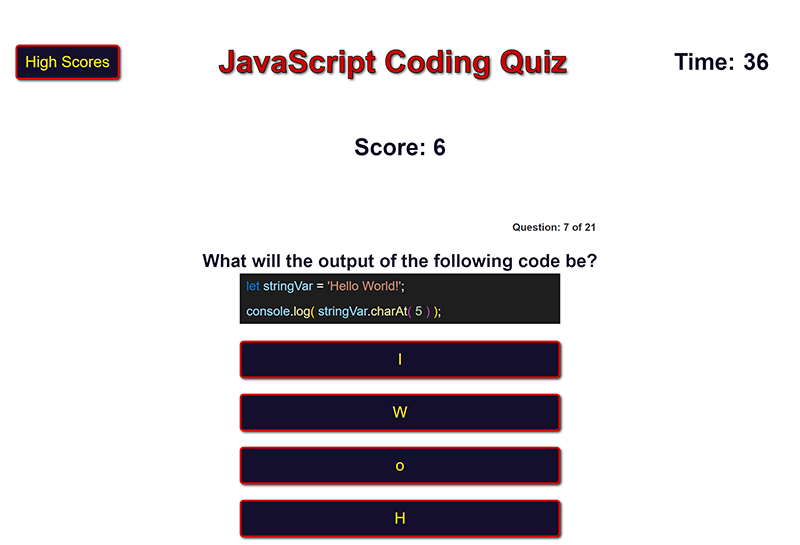 High Scores
JavaScript Coding Quiz
Time: 36
Score: 6
Question: 7 of 21
What will the output of the following code be?
let stringVar = 'Hello World!';
console.log( stringVar.charAt( 5 ) );
l
W
o
H